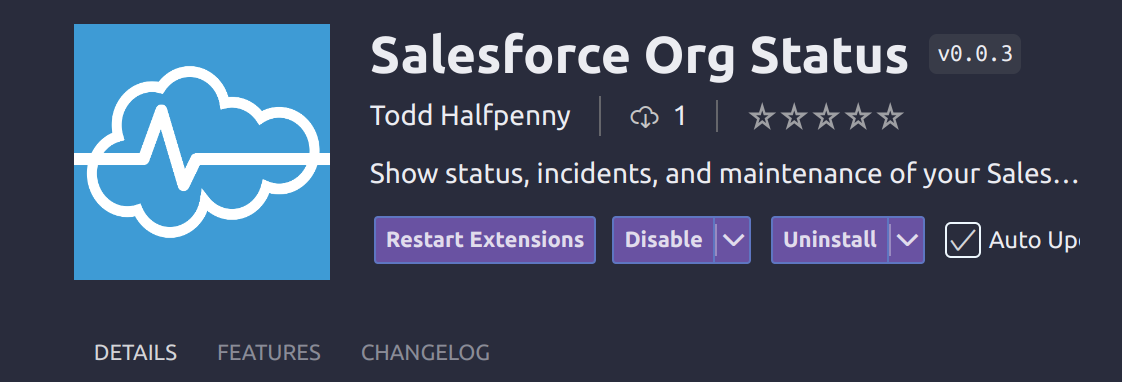 Salesforce Org Status v0.0.3
Todd Halfpenny 1
Show status, incidents, and maintenance of your Sales...
Restart Extensions Disable Uninstall Auto Up
DETAILS FEATURES CHANGELOG